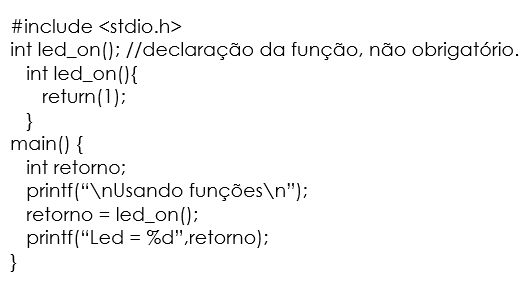 #include <stdio.h>
int led_on(); //declaração da função, não obrigatório.
int led_on(){
return(1);
}
main() {
int retorno;
printf(“\nUsando funções\n”);
retorno = led_on();
printf(“Led = %d”,retorno);
}